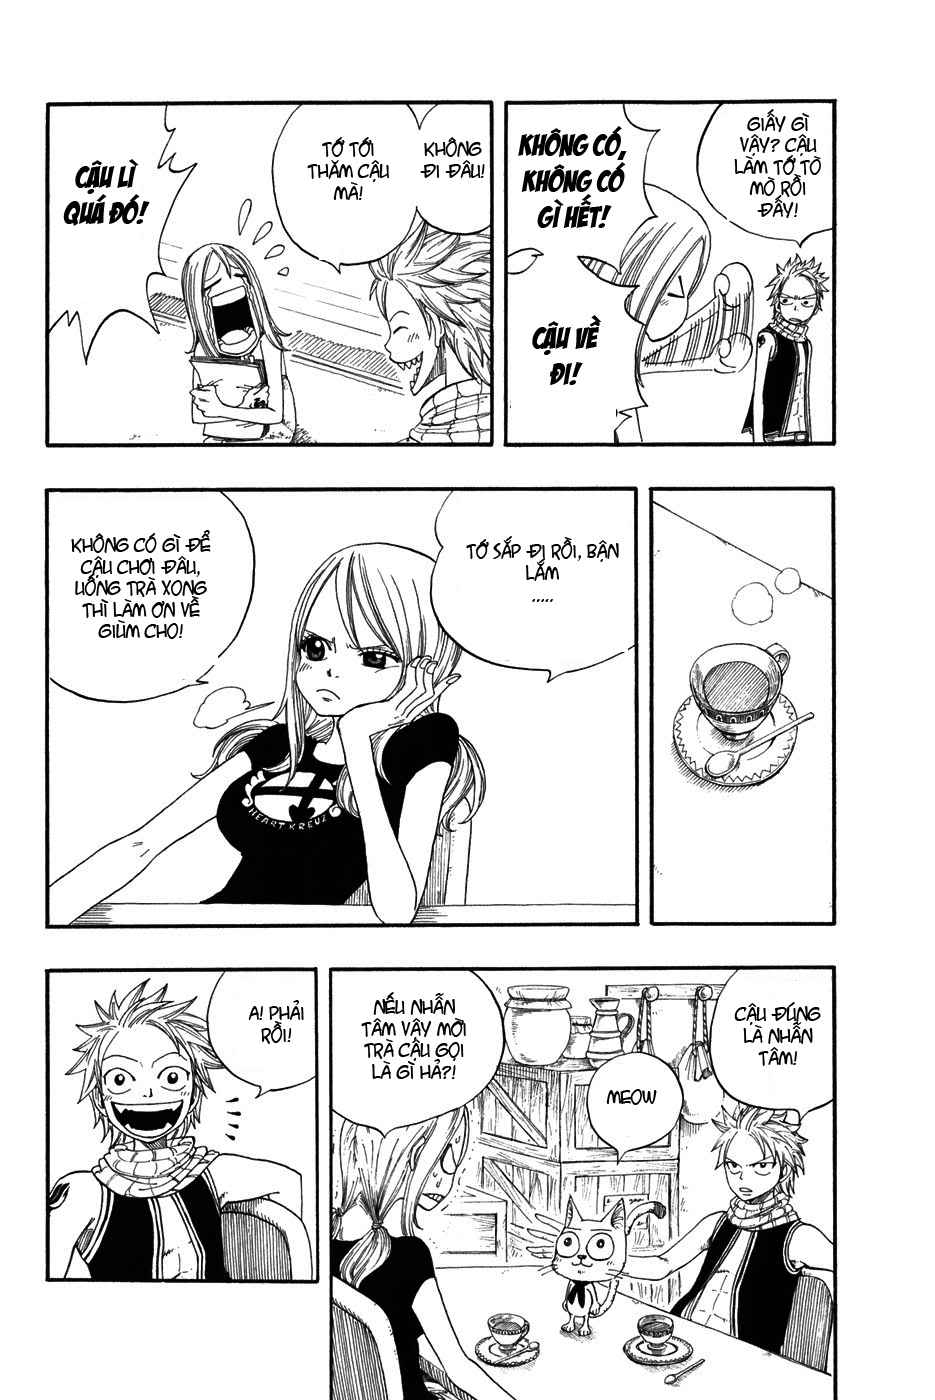 GIẤY GÌ
VẬY? CẬU
LÀM TỚ TÒ
MÒ RỒI
ĐẤY!
KHÔNG CÓ,
KHÔNG CÓ
GÌ HẾT!
CẬU VỀ
ĐI!
KHÔNG
ĐI ĐÂU!
TỚ TỚI
THĂM CẬU
MÀ!
CẬU LÌ
QUÁ ĐÓ!
TỚ SẮP ĐI RỒI, BẬN
LẮM
.....
KHÔNG CÓ GÌ ĐỂ
CẬU CHƠI ĐÂU,
UỐNG TRÀ XONG
THÌ LÀM ƠN VỀ
GIÙM CHO!
HEART KREUZ
CẬU ĐÚNG
LÀ NHẪN
TÂM!
MEOW
NẾU NHẪN
TÂM VẬY MỜI
TRÀ CẬU GỌI
LÀ GÌ HẢ?!
A! PHẢI
RỒI!